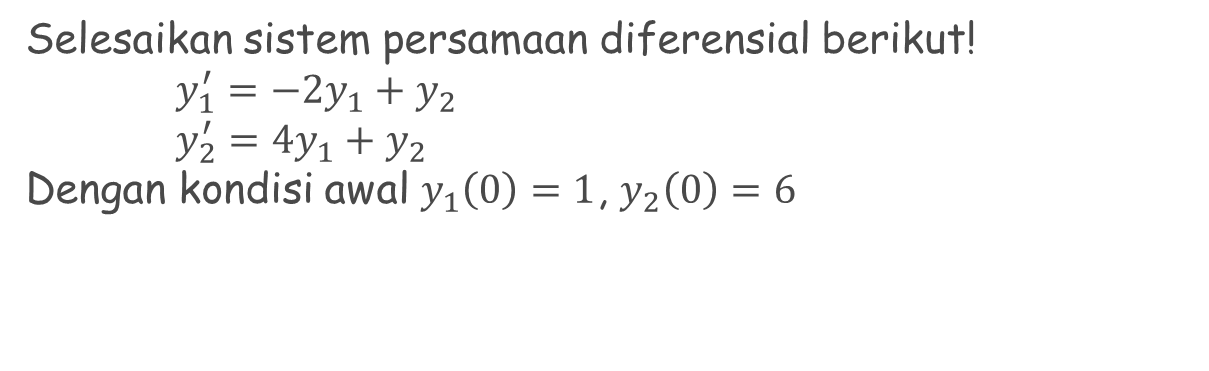 Selesaikan sistem persamaan diferensial berikut!
y₁′ = −2y₁ + y₂
y₂′ = 4y₁ + y₂
Dengan kondisi awal y₁(0) = 1, y₂(0) = 6